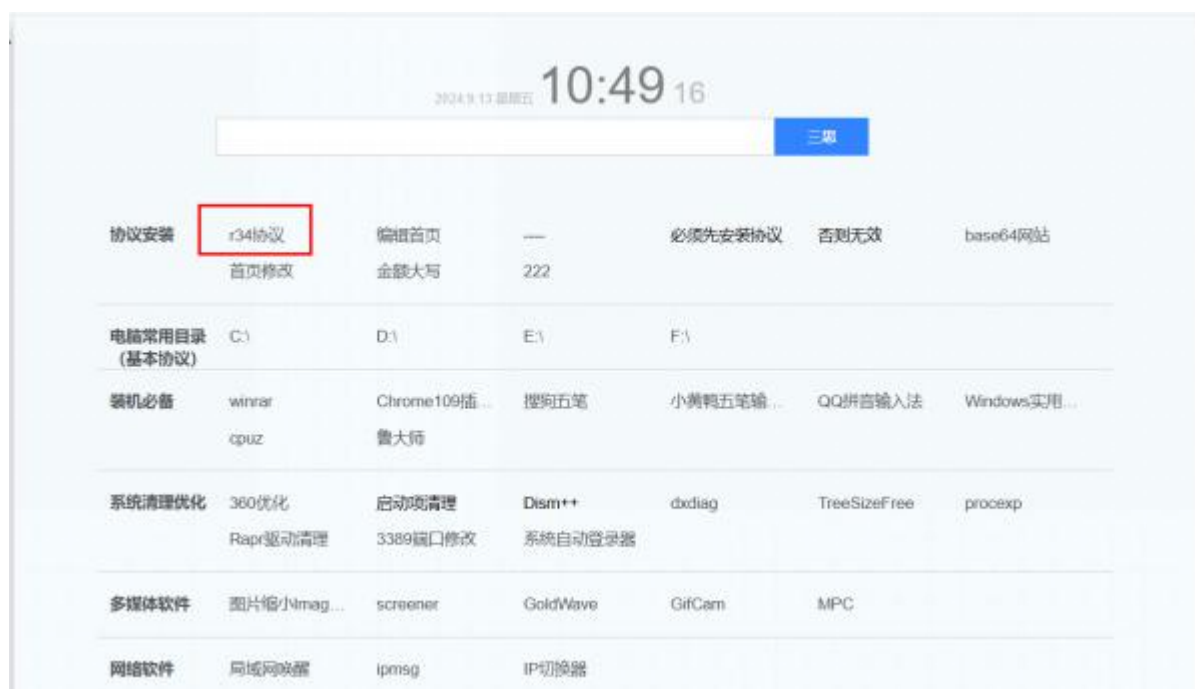 2024.9.13 星期五 10:49 16
三思
协议安装 r34协议 编辑首页 ---- 必须先安装协议 否则无效 base64网站
首页修改 金额大写 222
电脑常用目录 C:\ D:\ E:\ F:\
(基本协议)
装机必备 winrar Chrome109插... 搜狗五笔 小黄鸭五笔输... QQ拼音输入法 Windows实用...
cpuz 鲁大师
系统清理优化 360优化 启动项清理 Dism++ dxdiag TreeSizeFree procexp
Rapr驱动清理 3389端口修改 系统自动登录器
多媒体软件 图片缩小Imag... screener GoldWave GifCam MPC
网络软件 局域网唤醒 ipmsg IP切换器